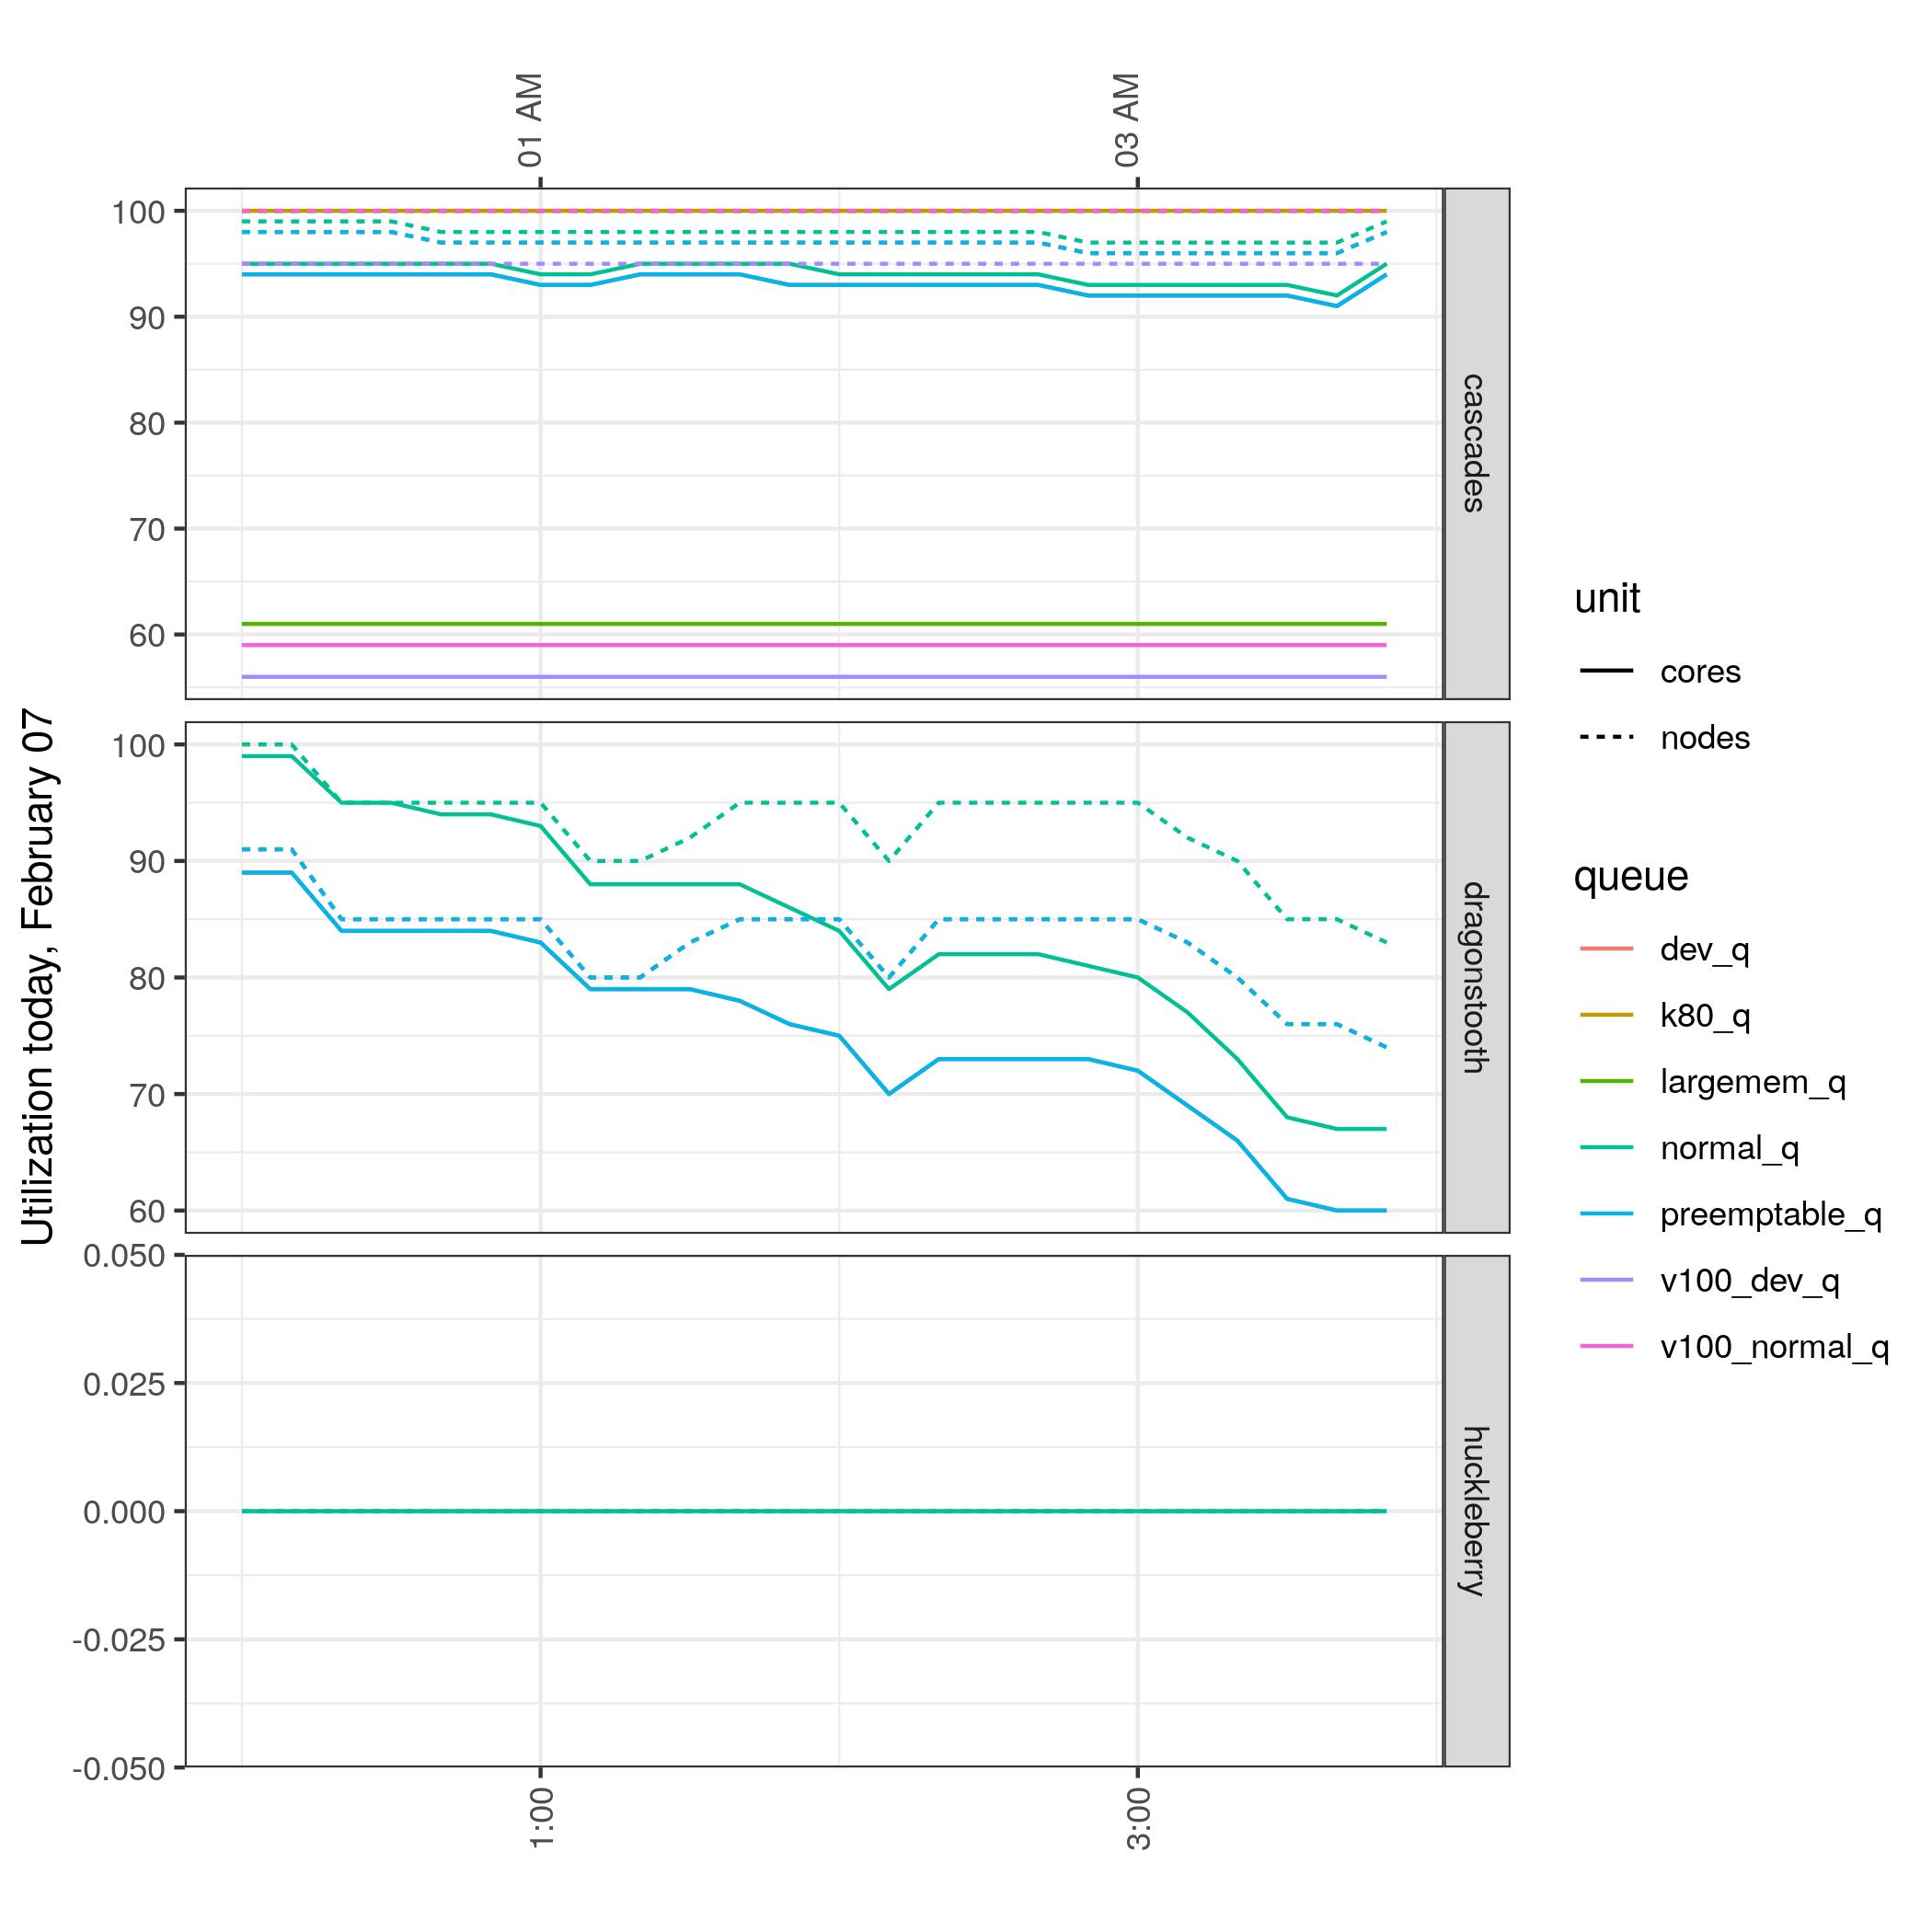 01 AM
03 AM
Utilization today, February 07
100
90
80
70
60
cascades
100
90
80
70
60
dragonstooth
0.050
0.025
0.000
-0.025
-0.050
huckleberry
1:00
3:00
unit
cores
nodes
queue
dev_q
k80_q
largemem_q
normal_q
preemptable_q
v100_dev_q
v100_normal_q